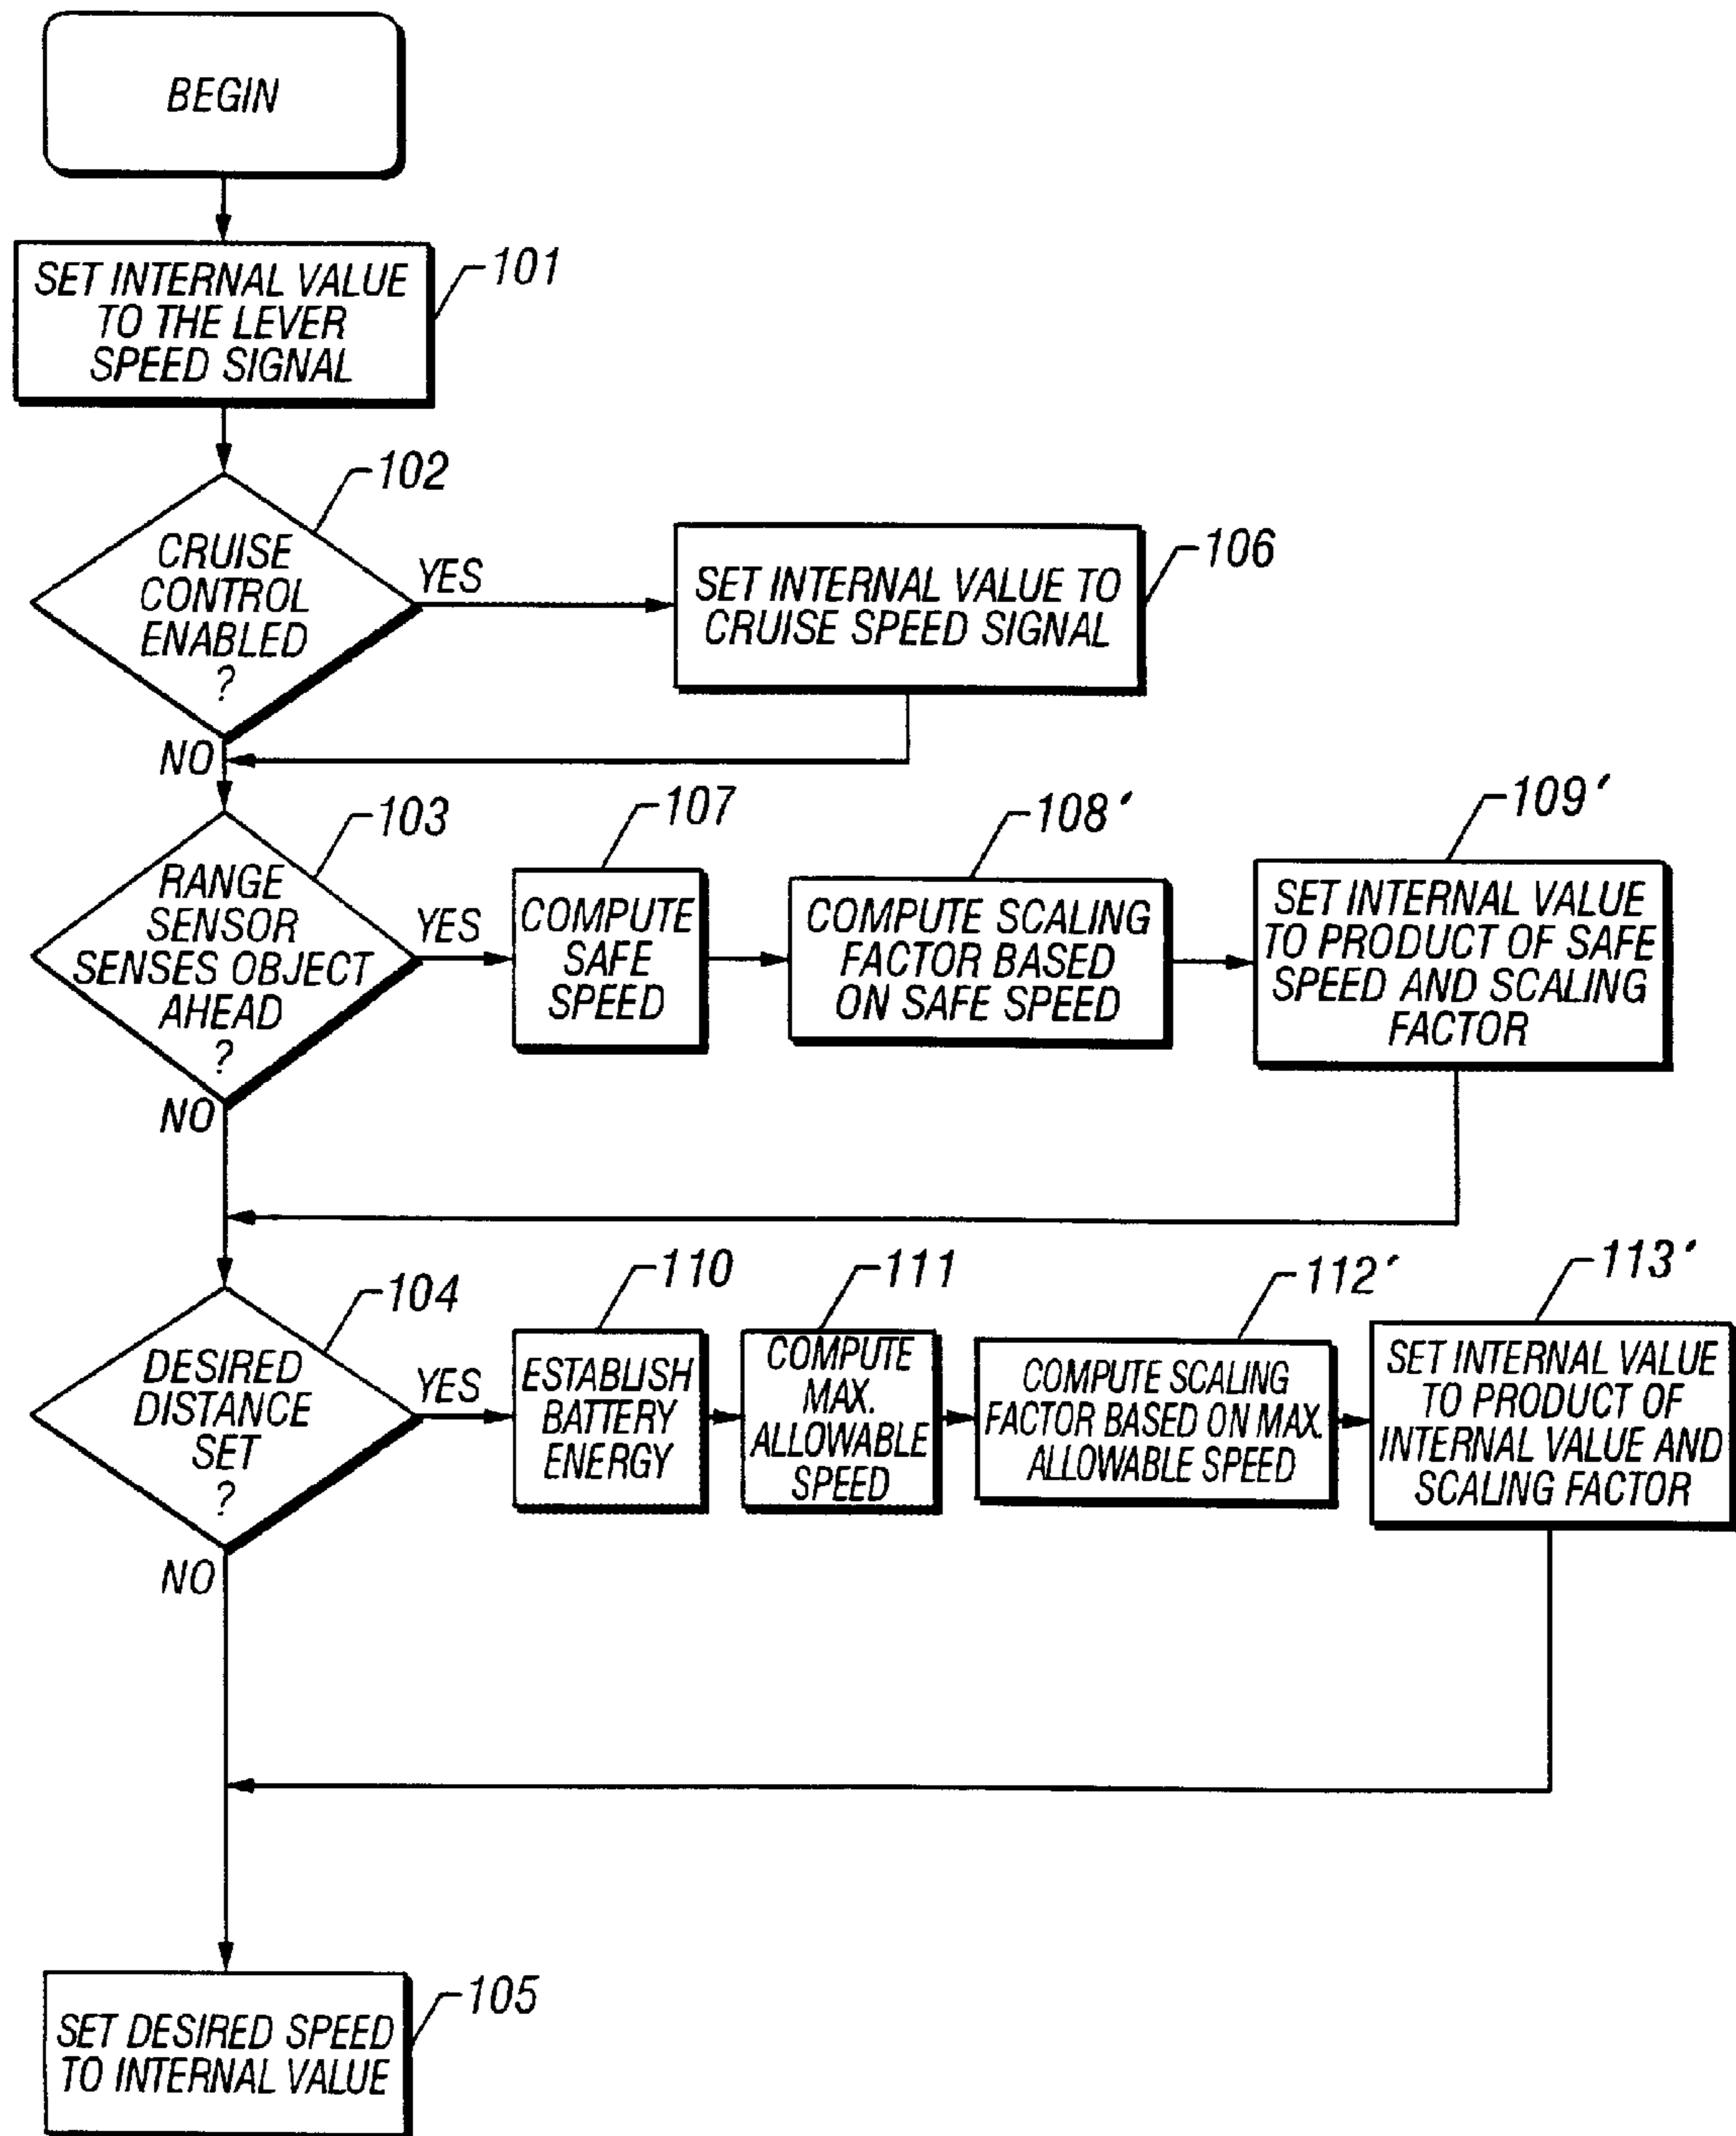 BEGIN
SET INTERNAL VALUE
TO THE LEVER
SPEED SIGNAL
101
CRUISE
CONTROL
ENABLED
?
102
YES
NO
SET INTERNAL VALUE TO
CRUISE SPEED SIGNAL
106
RANGE
SENSOR
SENSES OBJECT
AHEAD
?
103
YES
NO
COMPUTE
SAFE
SPEED
107
COMPUTE SCALING
FACTOR BASED
ON SAFE SPEED
108'
SET INTERNAL VALUE
TO PRODUCT OF SAFE
SPEED AND SCALING
FACTOR
109'
DESIRED
DISTANCE
SET
?
104
YES
NO
ESTABLISH
BATTERY
ENERGY
110
COMPUTE
MAX.
ALLOWABLE
SPEED
111
COMPUTE SCALING
FACTOR BASED ON MAX.
ALLOWABLE SPEED
112'
SET INTERNAL VALUE
TO PRODUCT OF
INTERNAL VALUE AND
SCALING FACTOR
113'
SET DESIRED SPEED
TO INTERNAL VALUE
105